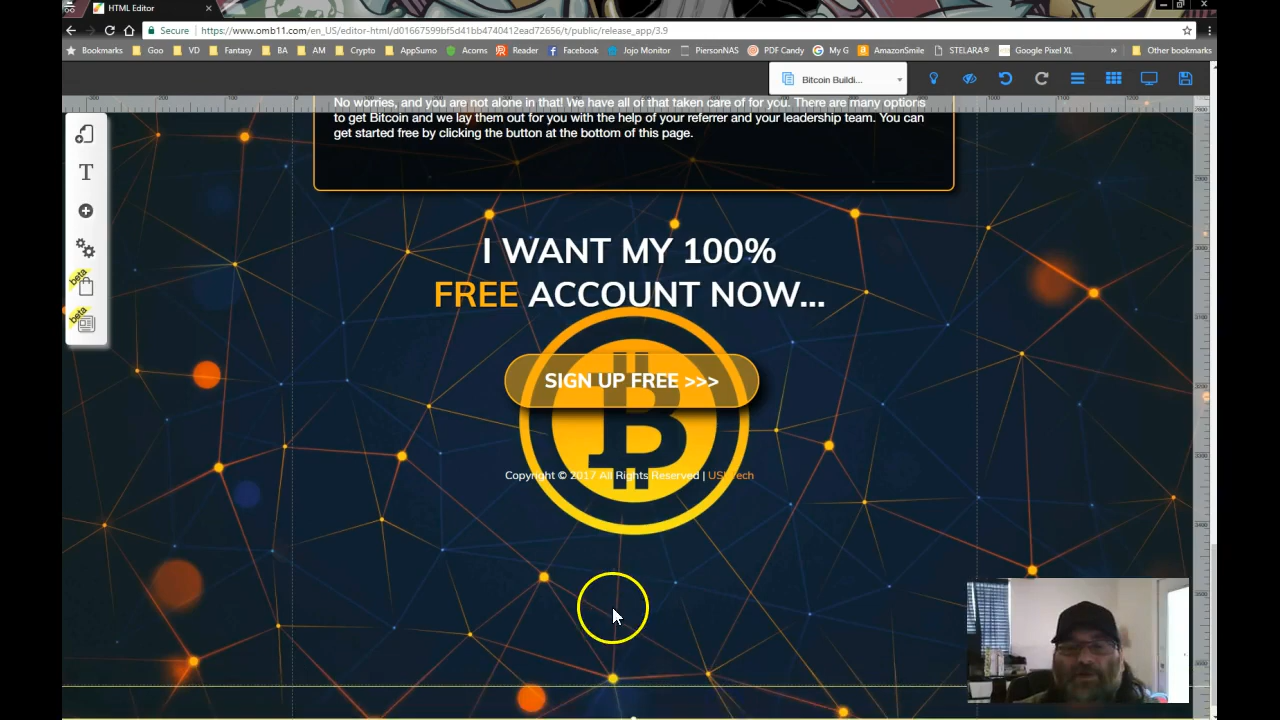 HTML Editor
Secure | https://www.omb11.com/en_US/editor-html/d01667599bf5d41bb4740412ead72656/t/public/release_app/3.9
Bookmarks Goo VD Fantasy BA AM Crypto AppSumo Acorns Reader Facebook Jojo Monitor PiersonNAS PDF Candy My G AmazonSmile STELARA® Google Pixel XL » Other bookmarks
Bitcoin Buildi...
No worries, and you are not alone in that! We have all of that taken care of for you. There are many options
to get Bitcoin and we lay them out for you with the help of your referrer and your leadership team. You can
get started free by clicking the button at the bottom of this page.
I WANT MY 100%
FREE ACCOUNT NOW...
SIGN UP FREE >>>
Copyright © 2017 All Rights Reserved |
beta
beta